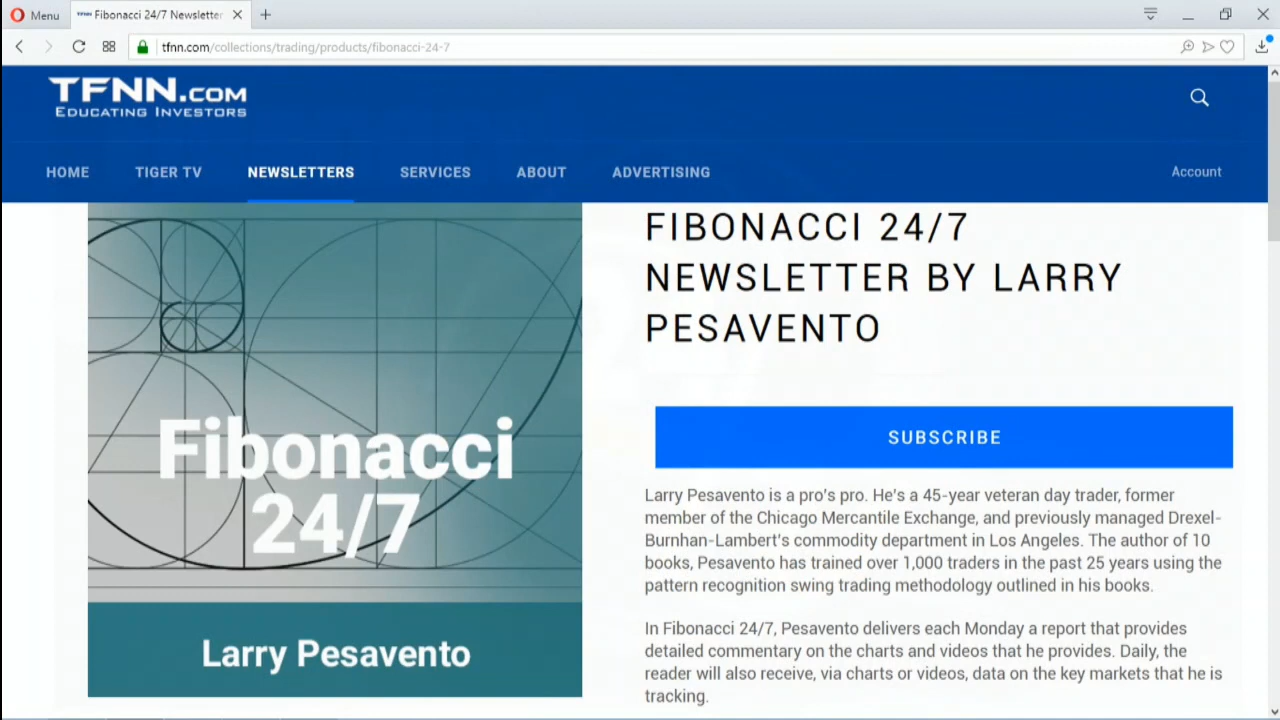 Menu
Fibonacci 24/7 Newsletter
tfnn.com/collections/trading/products/fibonacci-24-7
TFNN.COM
EDUCATING INVESTORS
HOME TIGER TV NEWSLETTERS SERVICES ABOUT ADVERTISING Account
Fibonacci
24/7
Larry Pesavento
FIBONACCI 24/7
NEWSLETTER BY LARRY
PESAVENTO
SUBSCRIBE
Larry Pesavento is a pro's pro. He's a 45-year veteran day trader, former
member of the Chicago Mercantile Exchange, and previously managed Drexel-
Burnhan-Lambert's commodity department in Los Angeles. The author of 10
books, Pesavento has trained over 1,000 traders in the past 25 years using the
pattern recognition swing trading methodology outlined in his books.
In Fibonacci 24/7, Pesavento delivers each Monday a report that provides
detailed commentary on the charts and videos that he provides. Daily, the
reader will also receive, via charts or videos, data on the key markets that he is
tracking.